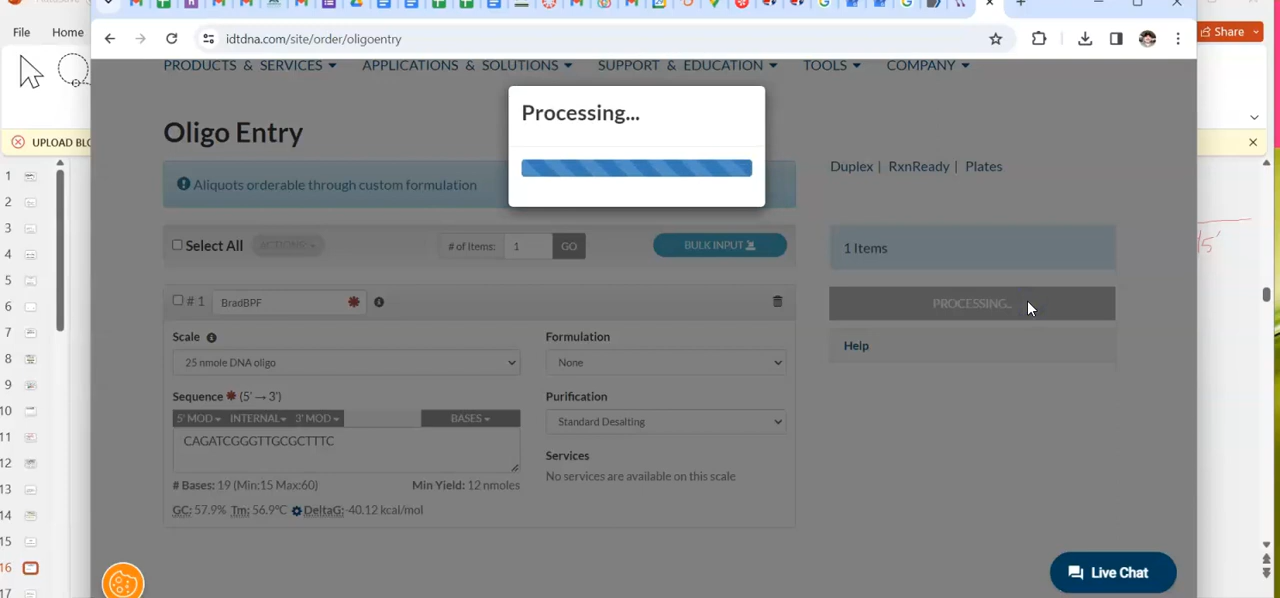 File
Home
Share
UPLOAD BLO
idtdna.com/site/order/oligoentry
PRODUCTS & SERVICES
APPLICATIONS & SOLUTIONS
SUPPORT & EDUCATION
TOOLS
COMPANY
Processing...
Oligo Entry
Aliquots orderable through custom formulation
Duplex | RxnReady | Plates
Select All
ACTIONS
# of Items: 1 GO
BULK INPUT
1 Items
# 1 BradBPF
PROCESSING..
Help
Scale
Formulation
25 nmole DNA oligo
None
Sequence * (5' → 3')
Purification
5' MOD INTERNAL 3' MOD BASES
Standard Desalting
CAGATCGGGTTGCGCTTTC
Services
No services are available on this scale
# Bases: 19 (Min:15 Max:60) Min Yield: 12 nmoles
GC: 57.9% Tm: 56.9°C DeltaG: -40.12 kcal/mol
Live Chat
1
2
3
4
5
6
7
8
9
10
11
12
13
14
15
16
17
5'